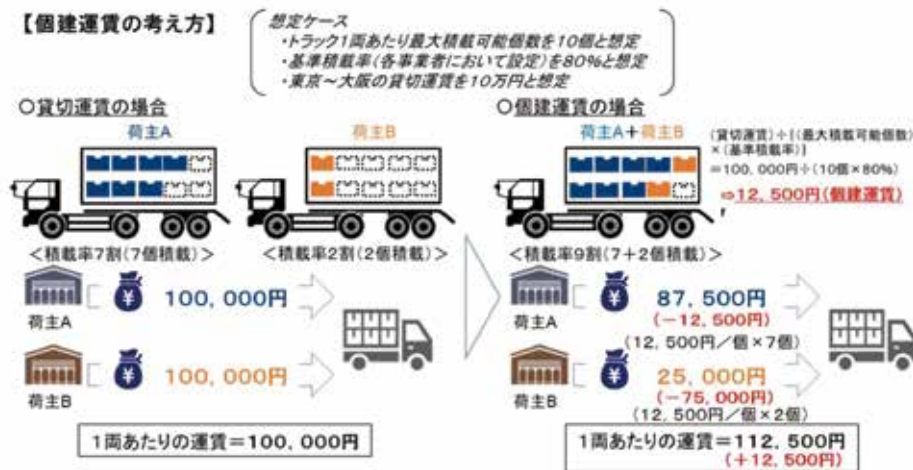 【個建運賃の考え方】
想定ケース
・トラック1両あたり最大積載可能個数を10個と想定
・基準積載率(各事業者において設定)を80%と想定
・東京～大阪の貸切運賃を10万円と想定
○貸切運賃の場合
荷主A
荷主B
<積載率7割(7個積載)>
<積載率2割(2個積載)>
荷主A
¥
100,000円
荷主B
¥
100,000円
1両あたりの運賃=100,000円
○個建運賃の場合
荷主A+荷主B
(貸切運賃)÷{(最大積載可能個数)
×(基準積載率)}
=100,000円÷(10個×80%)
⇨12,500円(個建運賃)
<積載率9割(7+2個積載)>
荷主A
¥
87,500円
(-12,500円)
(12,500円/個×7個)
荷主B
¥
25,000円
(-75,000円)
(12,500円/個×2個)
1両あたりの運賃=112,500円
(+12,500円)